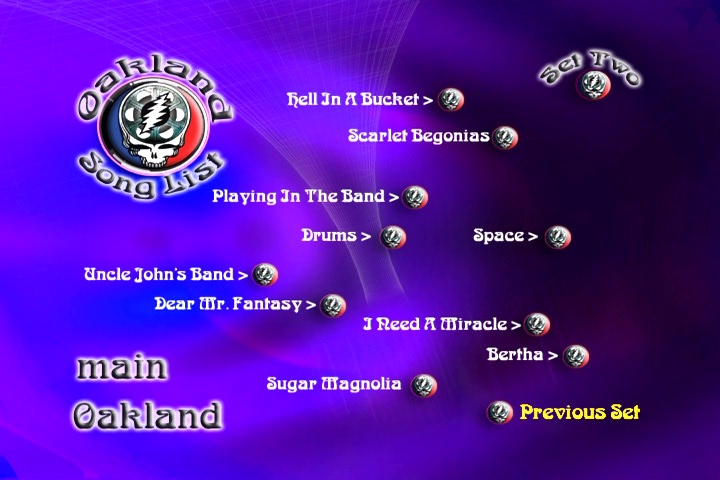 Oakland
Song List
Set Two
Hell In A Bucket >
Scarlet Begonias
Playing In The Band >
Drums >
Space >
Uncle John's Band >
Dear Mr. Fantasy >
I Need A Miracle >
Bertha >
Sugar Magnolia
main
Oakland
Previous Set